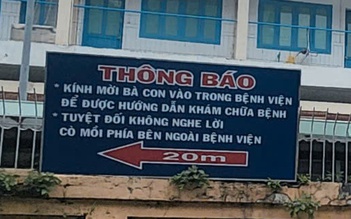 THÔNG BÁO
* KÍNH MỜI BÀ CON VÀO TRONG BỆNH VIỆN
ĐỂ ĐƯỢC HƯỚNG DẪN KHÁM CHỮA BỆNH
* TUYỆT ĐỐI KHÔNG NGHE LỜI
CÒ MỒI PHÍA BÊN NGOÀI BỆNH VIỆN
20m